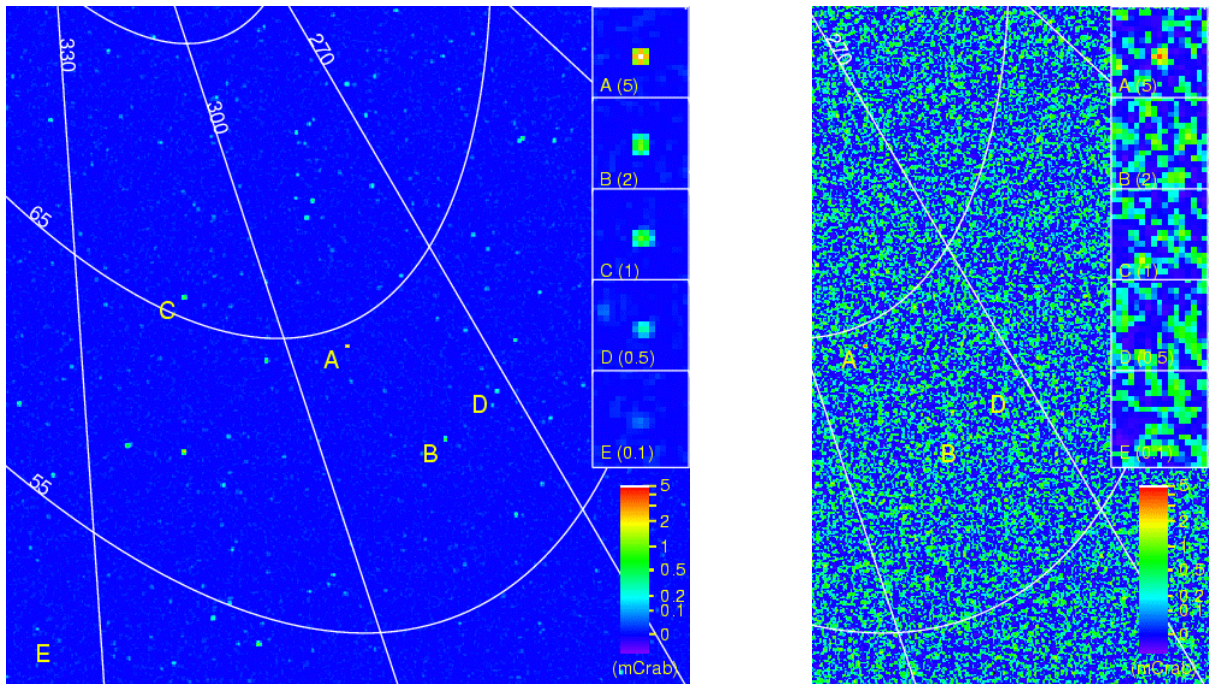 330
300
270
65
55
A
B
C
D
E
A (5)
B (2)
C (1)
D (0.5)
E (0.1)
5
2
1
0.5
0.2
0.1
0
(mCrab)
270
A
B
D
A (5)
B (2)
C (1)
D (0.5)
E (0.1)
5
2
1
0.5
0.2
0.1
0
(mCrab)